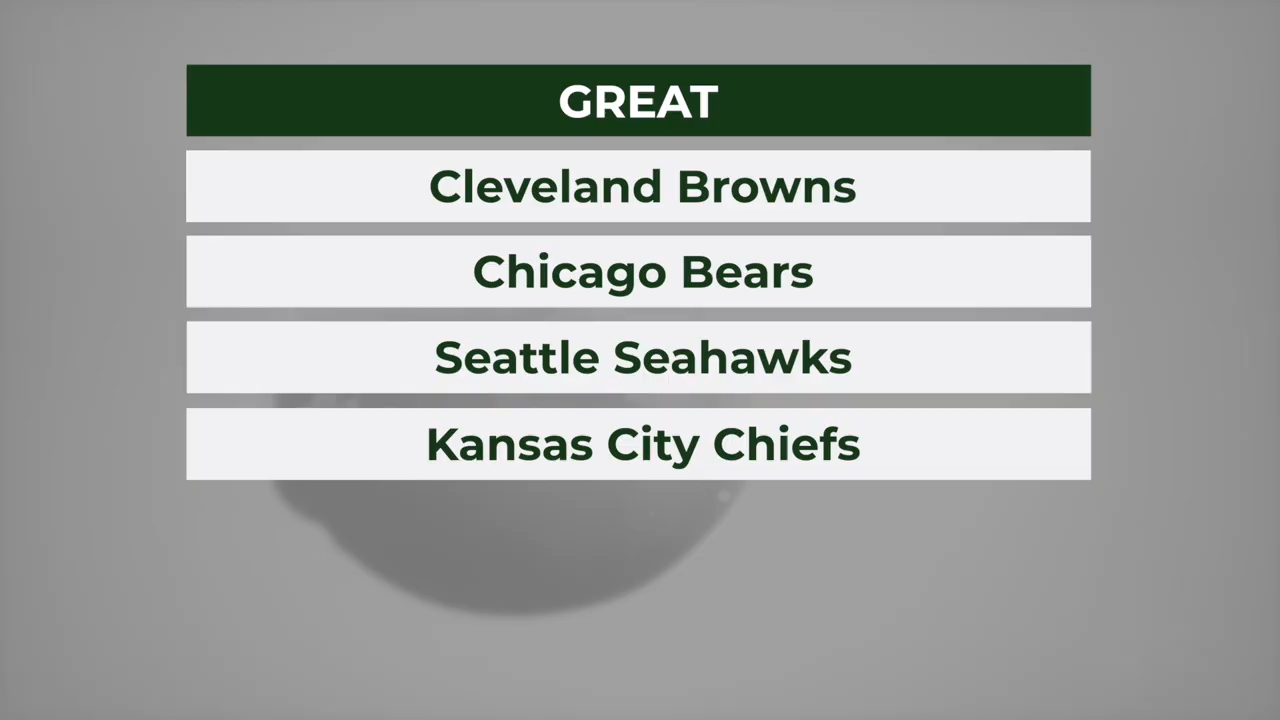 GREAT
Cleveland Browns
Chicago Bears
Seattle Seahawks
Kansas City Chiefs